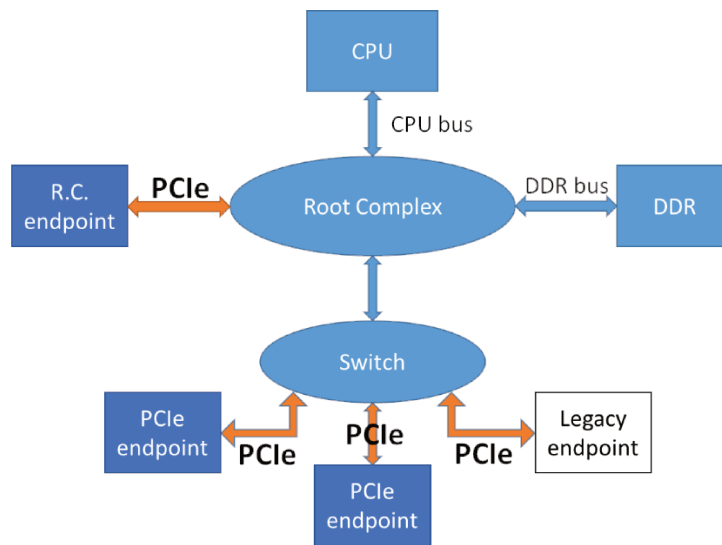 CPU
CPU bus
R.C.
endpoint
PCIe
Root Complex
DDR bus
DDR
Switch
PCIe
endpoint
PCIe
PCIe
PCIe
endpoint
PCIe
Legacy
endpoint